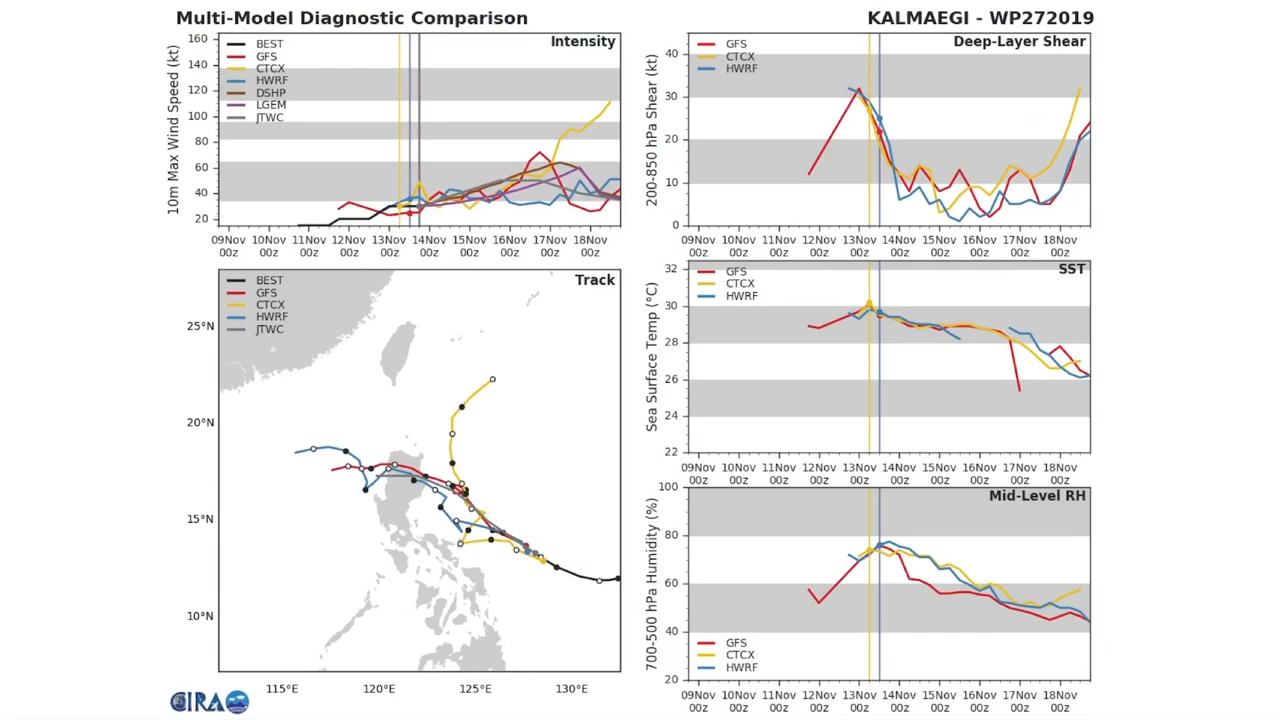 Multi-Model Diagnostic Comparison
KALMAEGI - WP272019
Intensity
10m Max Wind Speed (kt)
160
140
120
100
80
60
40
20
BEST
GFS
CTCX
HWRF
DSHP
LGEM
JTWC
09Nov 10Nov 11Nov 12Nov 13Nov 14Nov 15Nov 16Nov 17Nov 18Nov
00z 00z 00z 00z 00z 00z 00z 00z 00z 00z
Track
BEST
GFS
CTCX
HWRF
JTWC
25°N
20°N
15°N
10°N
115°E 120°E 125°E 130°E
CIRA
Deep-Layer Shear
200-850 hPa Shear (kt)
40
30
20
10
0
GFS
CTCX
HWRF
09Nov 10Nov 11Nov 12Nov 13Nov 14Nov 15Nov 16Nov 17Nov 18Nov
00z 00z 00z 00z 00z 00z 00z 00z 00z 00z
SST
Sea Surface Temp (°C)
32
30
28
26
24
22
GFS
CTCX
HWRF
09Nov 10Nov 11Nov 12Nov 13Nov 14Nov 15Nov 16Nov 17Nov 18Nov
00z 00z 00z 00z 00z 00z 00z 00z 00z 00z
Mid-Level RH
700-500 hPa Humidity (%)
100
80
60
40
20
GFS
CTCX
HWRF
09Nov 10Nov 11Nov 12Nov 13Nov 14Nov 15Nov 16Nov 17Nov 18Nov
00z 00z 00z 00z 00z 00z 00z 00z 00z 00z